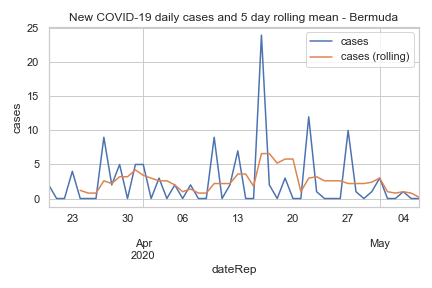 New COVID-19 daily cases and 5 day rolling mean - Bermuda
cases
cases (rolling)
25
20
15
10
5
0
cases
23 30 06 13 20 27 04
Apr May
2020
dateRep